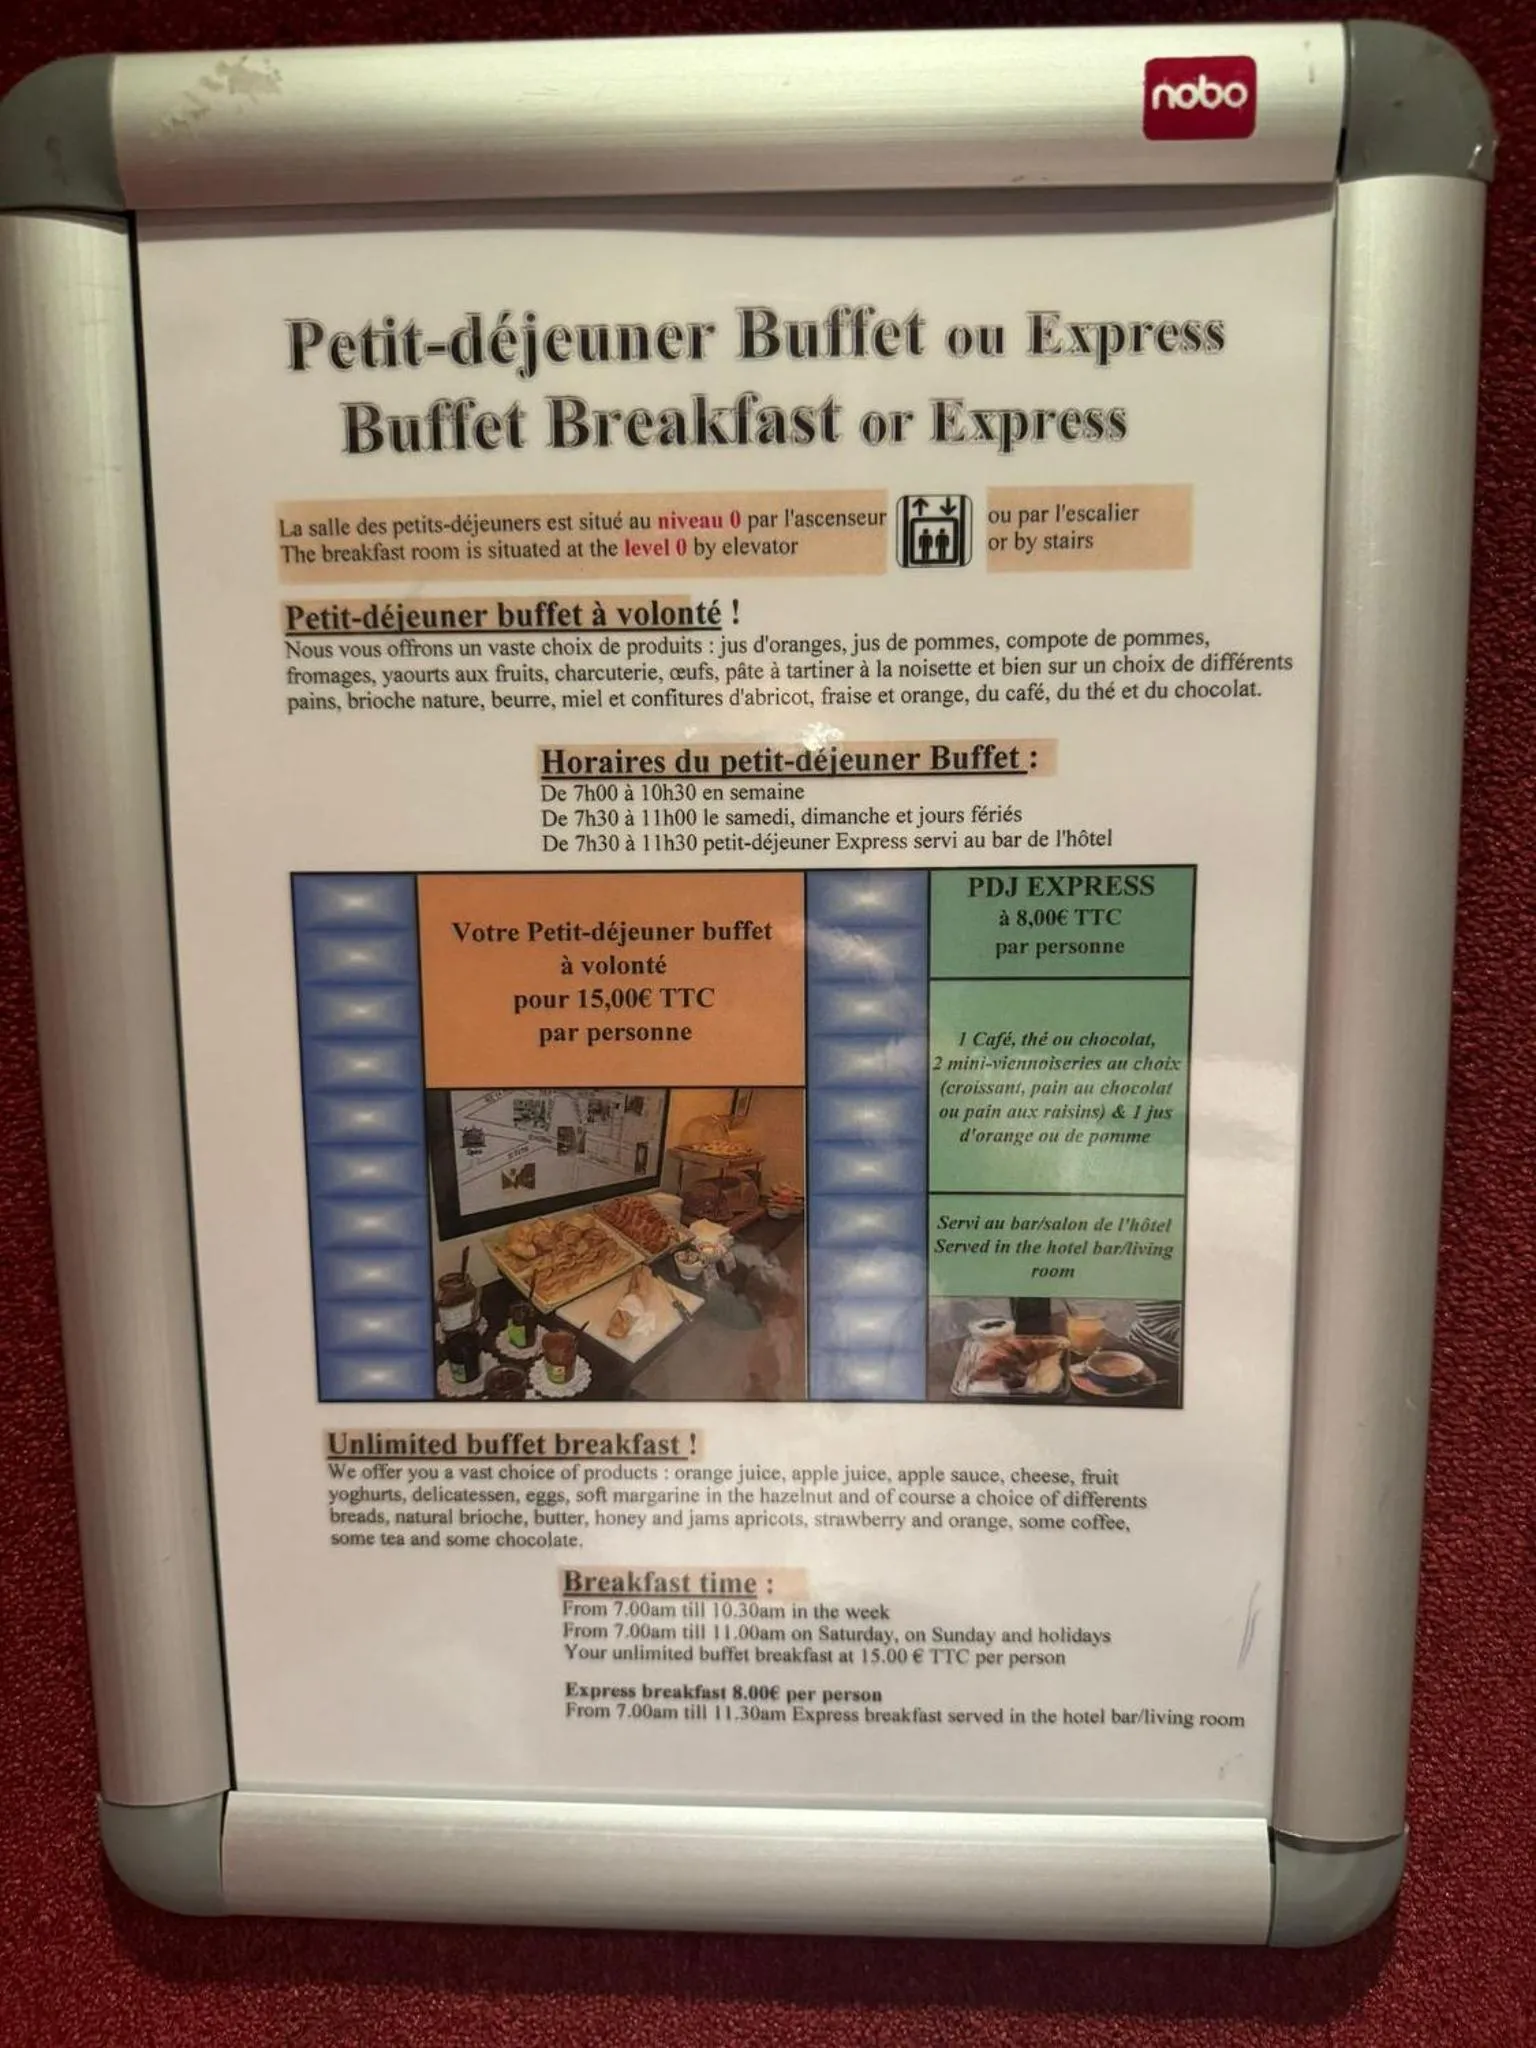 nobo
Petit-déjeuner Buffet ou Express
Buffet Breakfast or Express
La salle des petits-déjeuners est situé au niveau 0 par l'ascenseur
The breakfast room is situated at the level 0 by elevator
ou par l'escalier
or by stairs
Petit-déjeuner buffet à volonté !
Nous vous offrons un vaste choix de produits : jus d'oranges, jus de pommes, compote de pommes,
fromages, yaourts aux fruits, charcuterie, œufs, pâte à tartiner à la noisette et bien sur un choix de différents
pains, brioche nature, beurre, miel et confitures d'abricot, fraise et orange, du café, du thé et du chocolat.
Horaires du petit-déjeuner Buffet :
De 7h00 à 10h30 en semaine
De 7h30 à 11h00 le samedi, dimanche et jours fériés
De 7h30 à 11h30 petit-déjeuner Express servi au bar de l'hôtel
Votre Petit-déjeuner buffet
à volonté
pour 15,00€ TTC
par personne
PDJ EXPRESS
à 8,00€ TTC
par personne
1 Café, thé ou chocolat,
2 mini-viennoiseries au choix
(croissant, pain au chocolat
ou pain aux raisins) & 1 jus
d'orange ou de pomme
Servi au bar/salon de l'hôtel
Served in the hotel bar/living
room
Unlimited buffet breakfast !
We offer you a vast choice of products : orange juice, apple juice, apple sauce, cheese, fruit
yoghurts, delicatessen, eggs, soft margarine in the hazelnut and of course a choice of differents
breads, natural brioche, butter, honey and jams apricots, strawberry and orange, some coffee,
some tea and some chocolate.
Breakfast time :
From 7.00am till 10.30am in the week
From 7.00am till 11.00am on Saturday, on Sunday and holidays
Your unlimited buffet breakfast at 15.00 € TTC per person
Express breakfast 8.00€ per person
From 7.00am till 11.30am Express breakfast served in the hotel bar/living room